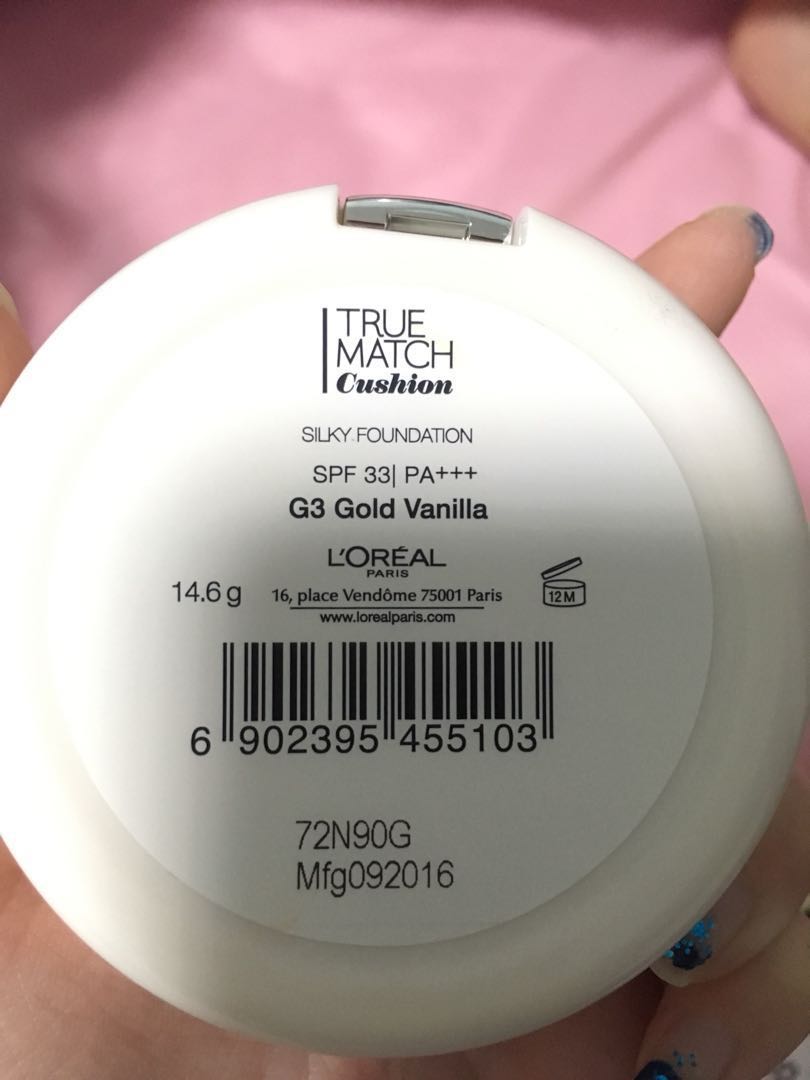 TRUE
MATCH
Cushion
SILKY FOUNDATION
SPF 33| PA+++
G3 Gold Vanilla
L'ORÉAL
PARIS
14.6 g
16, place Vendôme 75001 Paris
12 M
www.lorealparis.com
6 902395 455103
72N90G
Mfg092016